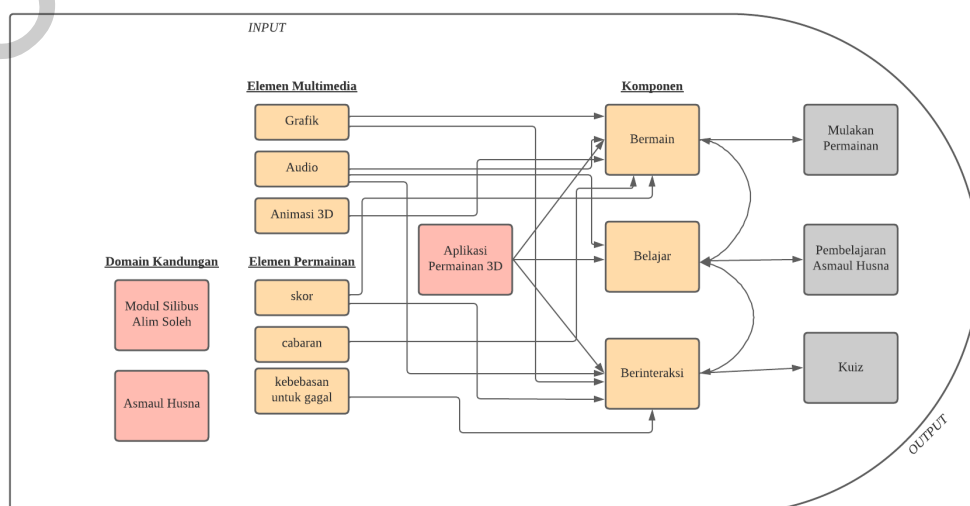 INPUT
Elemen Multimedia
Komponen
Grafik
Audio
Animasi 3D
Bermain
Mulakan
Permainan
Aplikasi
Permainan 3D
Belajar
Pembelajaran
Asmaul Husna
Domain Kandungan
Elemen Permainan
Modul Silibus
Alim Soleh
skor
cabaran
Asmaul Husna
kebebasan
untuk gagal
Berinteraksi
Kuiz
OUTPUT